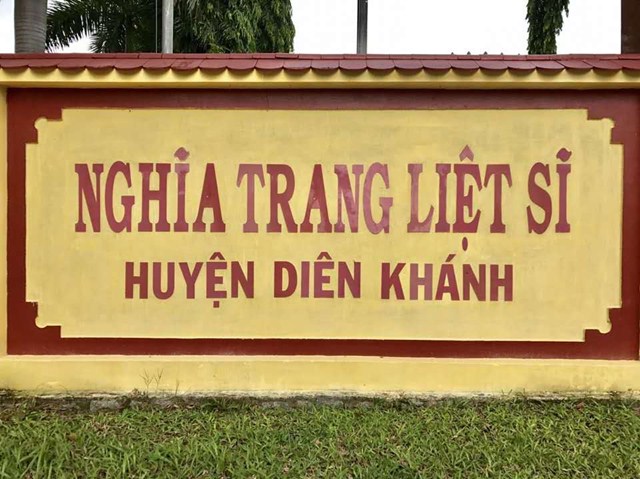 NGHĨA TRANG LIỆT SĨ
HUYỆN DIÊN KHÁNH